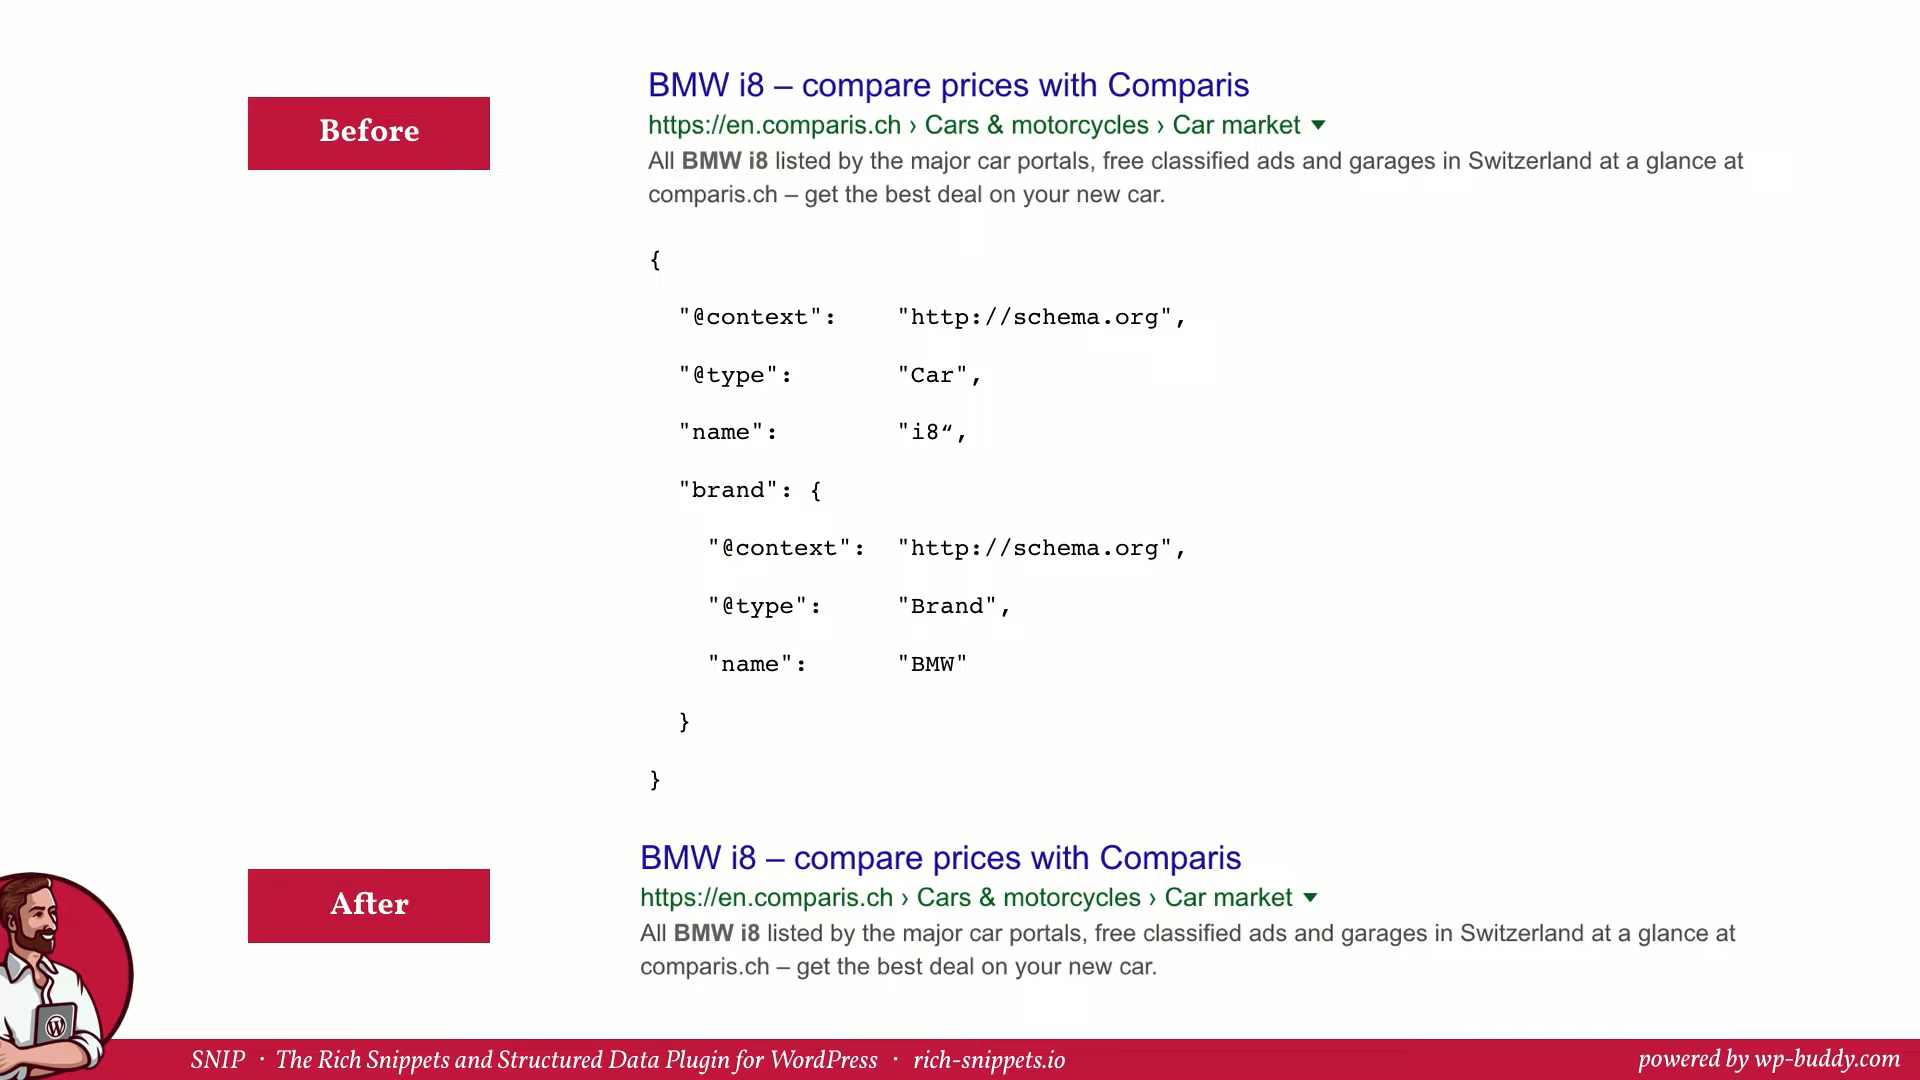 Before
BMW i8 – compare prices with Comparis
https://en.comparis.ch › Cars & motorcycles › Car market
All BMW i8 listed by the major car portals, free classified ads and garages in Switzerland at a glance at
comparis.ch – get the best deal on your new car.
{
"@context": "http://schema.org",
"@type": "Car",
"name": "i8“,
"brand": {
"@context": "http://schema.org",
"@type": "Brand",
"name": "BMW"
}
}
After
BMW i8 – compare prices with Comparis
https://en.comparis.ch › Cars & motorcycles › Car market
All BMW i8 listed by the major car portals, free classified ads and garages in Switzerland at a glance at
comparis.ch – get the best deal on your new car.
SNIP · The Rich Snippets and Structured Data Plugin for WordPress · rich-snippets.io
powered by wp-buddy.com